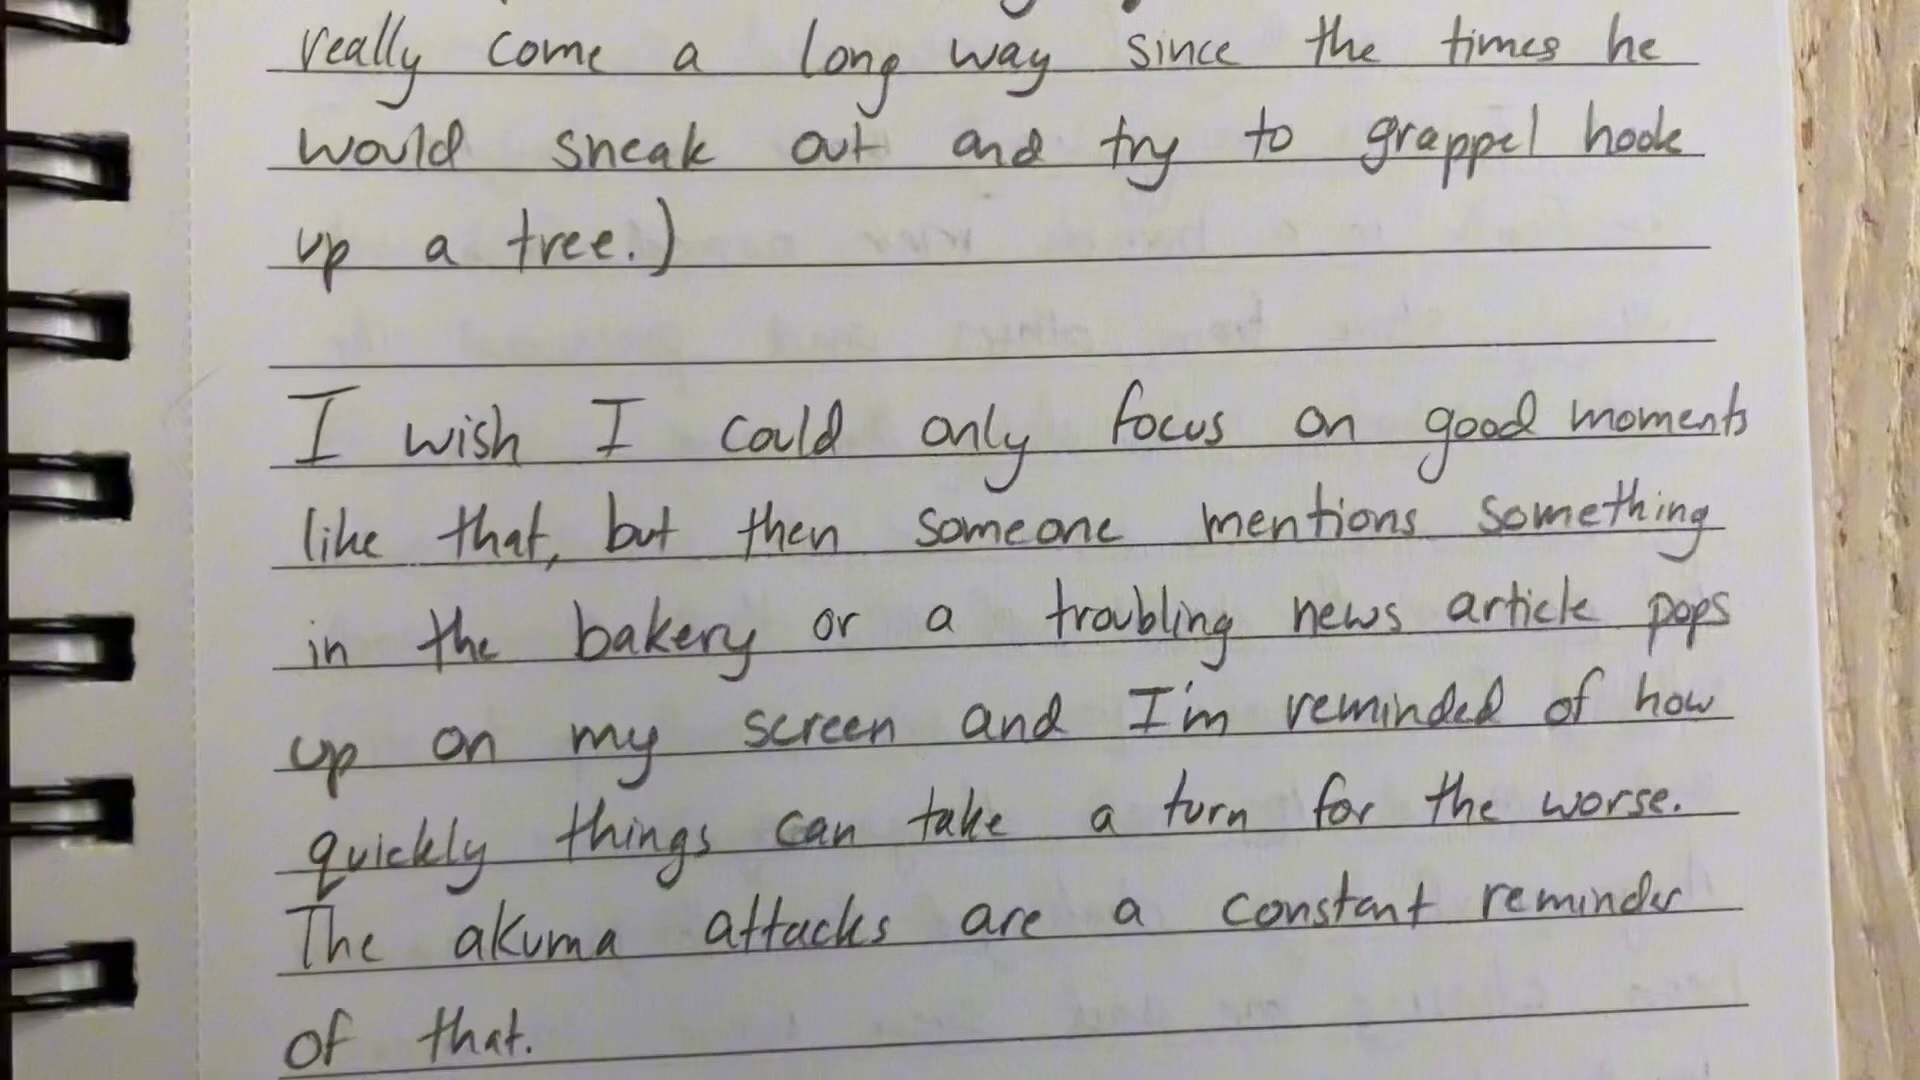 really come a long way since the times he
would sneak out and try to grappel hook
up a tree.)
I wish I could only focus on good moments
like that, but then someone mentions something
in the bakery or a troubling news article pops
up on my screen and I'm reminded of how
quickly things can take a turn for the worse.
The akuma attacks are a constant reminder
of that.